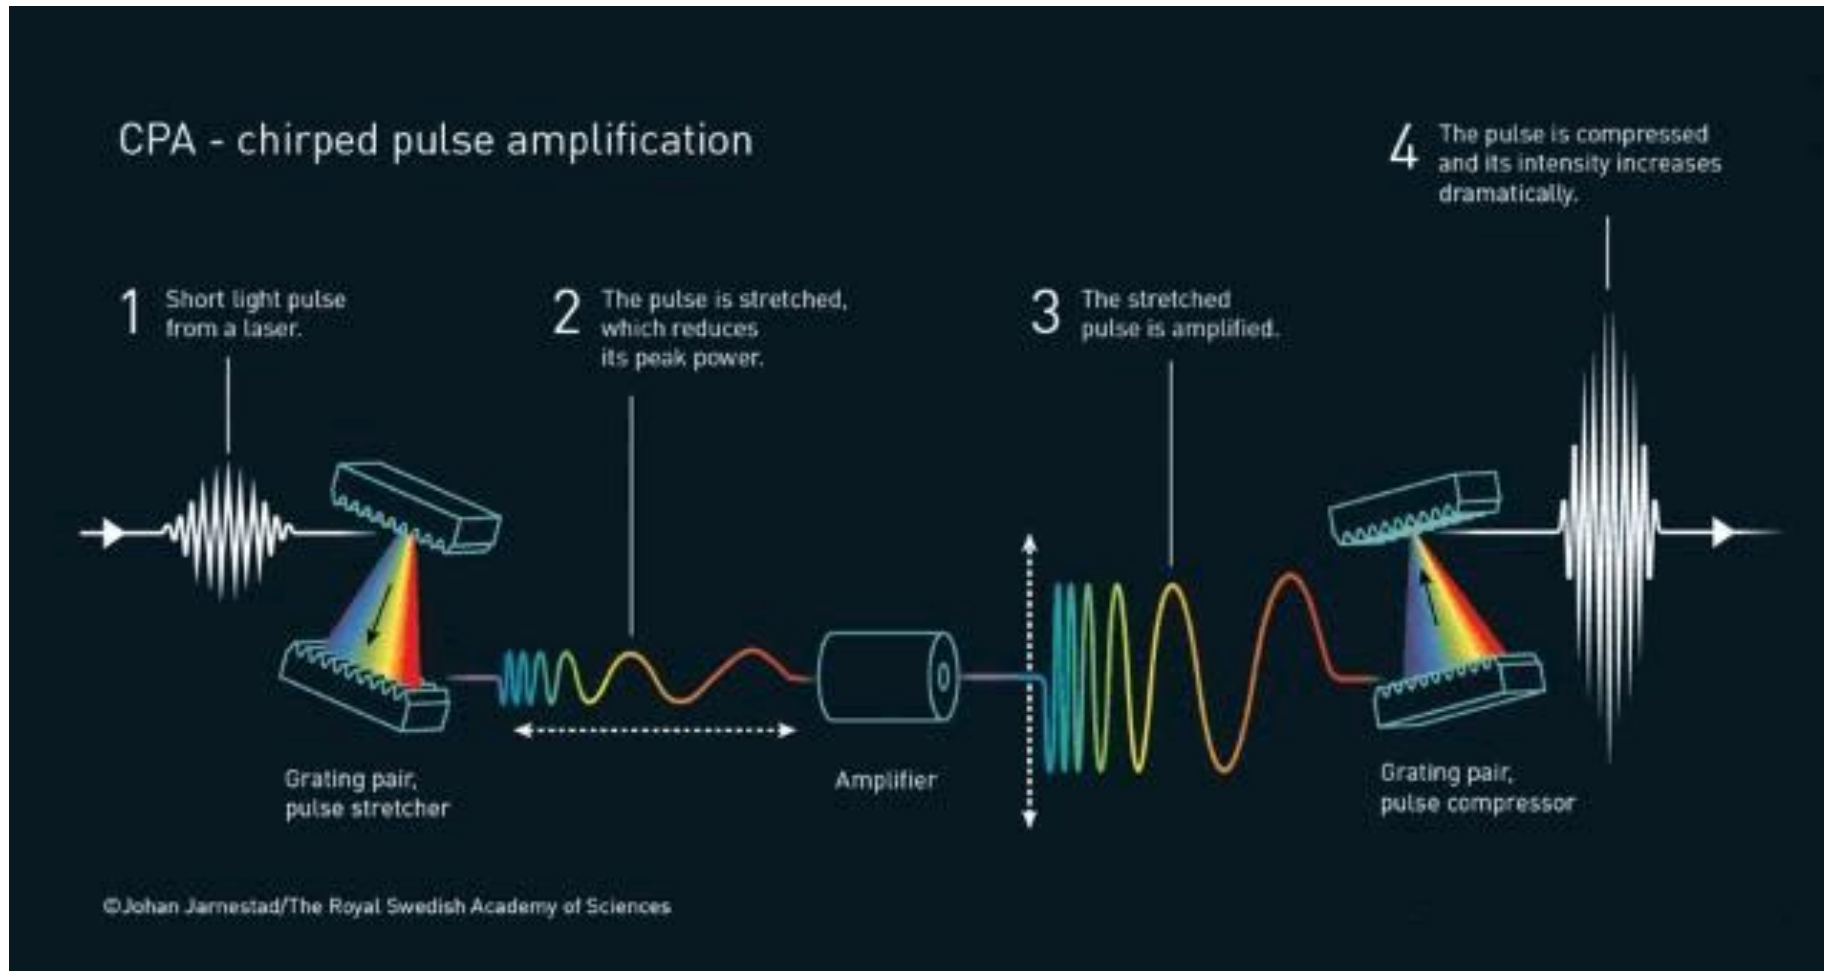 CPA - chirped pulse amplification
1
Short light pulse
from a laser.
2
The pulse is stretched,
which reduces
its peak power.
3
The stretched
pulse is amplified.
4
The pulse is compressed
and its intensity increases
dramatically.
Grating pair,
pulse stretcher
Amplifier
Grating pair,
pulse compressor
©Johan Jarnestad/The Royal Swedish Academy of Sciences